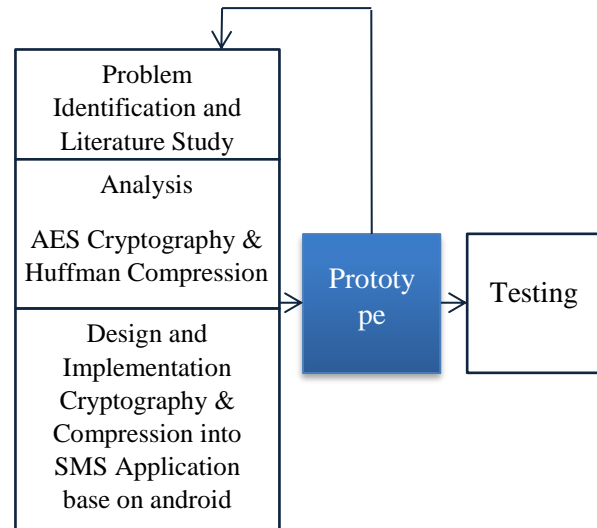 Problem
Identification and
Literature Study
Analysis
AES Cryptography &
Huffman Compression
Design and
Implementation
Cryptography &
Compression into
SMS Application
base on android
Prototy
pe
Testing